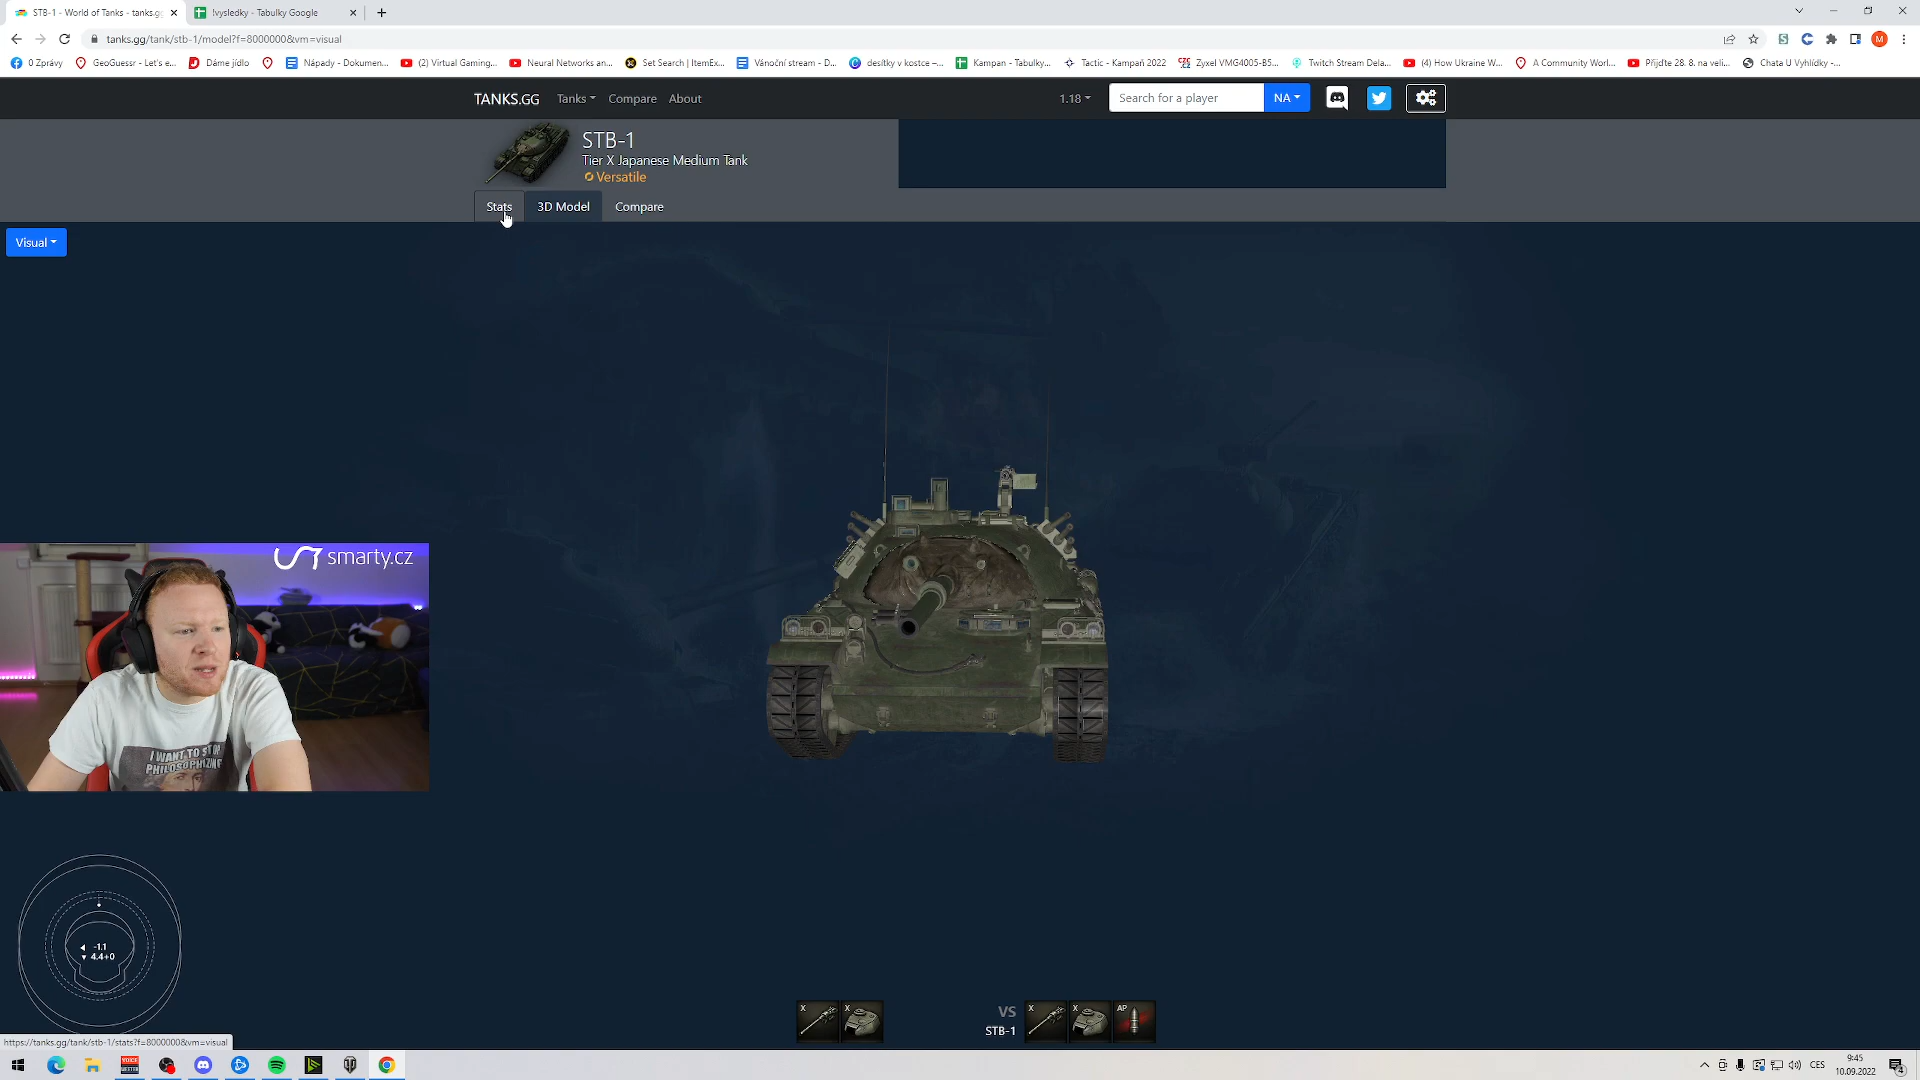 STB-1 - World of Tanks - tanks.g
!vysledky - Tabulky Google
tanks.gg/tank/stb-1/model?f=8000000&vm=visual
0 Zprávy
GeoGuessr - Let's e...
Dáme jídlo
Nápady - Dokumen...
(2) Virtual Gaming...
Neural Networks an...
Set Search | ItemEx...
Vánoční stream - D...
desítky v kostce –...
Kampan - Tabulky...
Tactic - Kampaň 2022
Zyxel VMG4005-B5...
Twitch Stream Dela...
(4) How Ukraine W...
A Community Worl...
Přijďte 28. 8. na veli...
Chata U Vyhlídky -...
TANKS.GG
Tanks
Compare
About
1.18
Search for a player
NA
STB-1
Tier X Japanese Medium Tank
Versatile
Stats
3D Model
Compare
Visual
smarty.cz
I WANT TO ST P
PHILOSOPHIZING
-1.1
4.4+0
X
X
VS
STB-1
X
X
AP
https://tanks.gg/tank/stb-1/stats?f=8000000&vm=visual
CES
9:45
10.09.2022
4